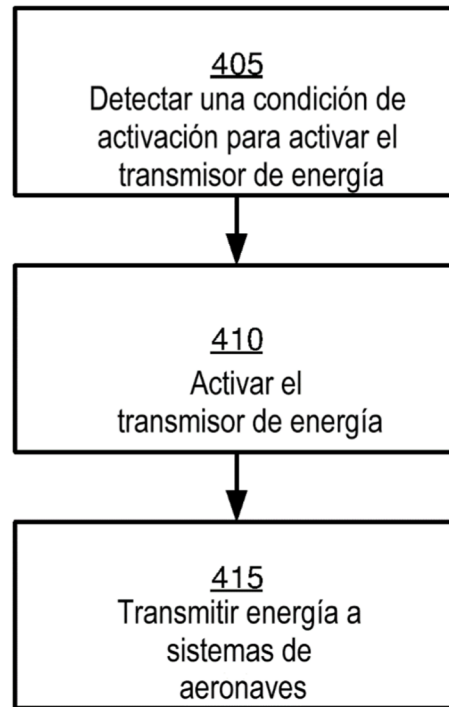 405
Detectar una condición de
activación para activar el
transmisor de energía
410
Activar el
transmisor de energía
415
Transmitir energía a
sistemas de
aeronaves